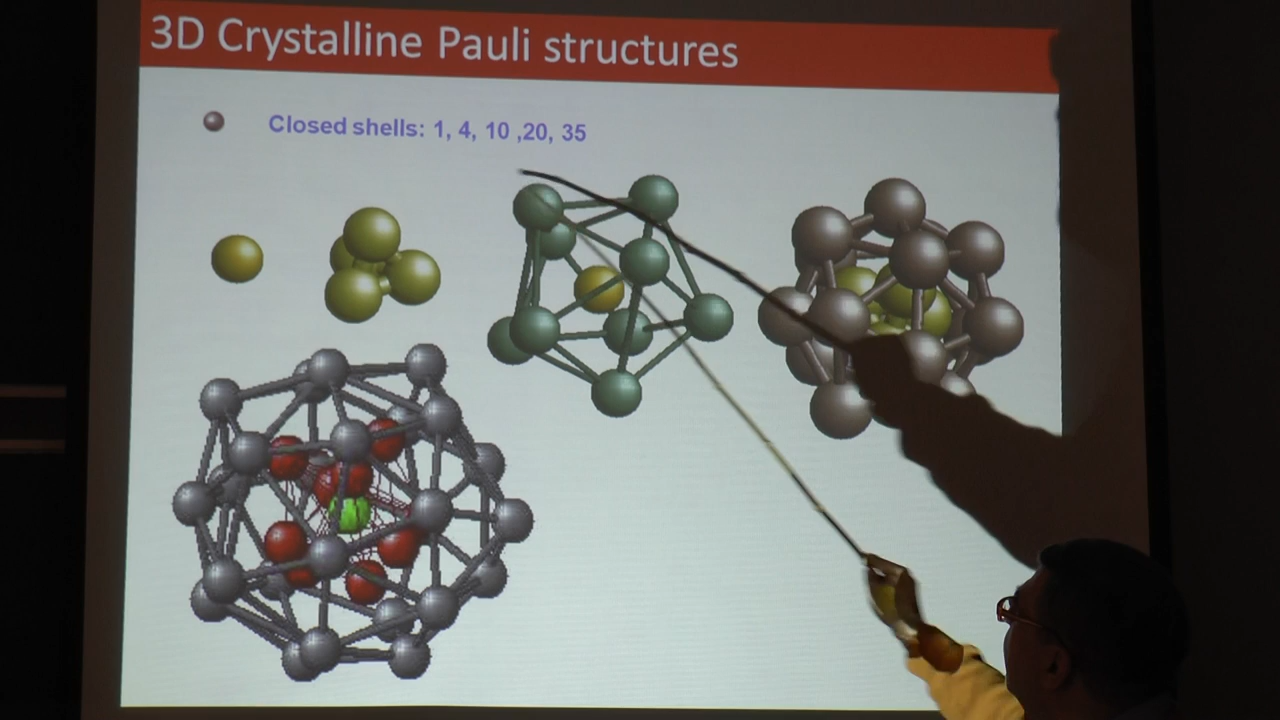 3D Crystalline Pauli structures
Closed shells: 1, 4, 10 ,20, 35